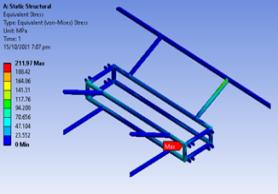 A: Static Structural
Equivalent Stress
Type: Equivalent (von-Mises) Stress
Unit: MPa
Time: 1
15/10/2021 7:07 pm
211.97 Max
188.42
164.86
141.31
117.76
94.208
70.656
47.104
23.552
0 Min
Max